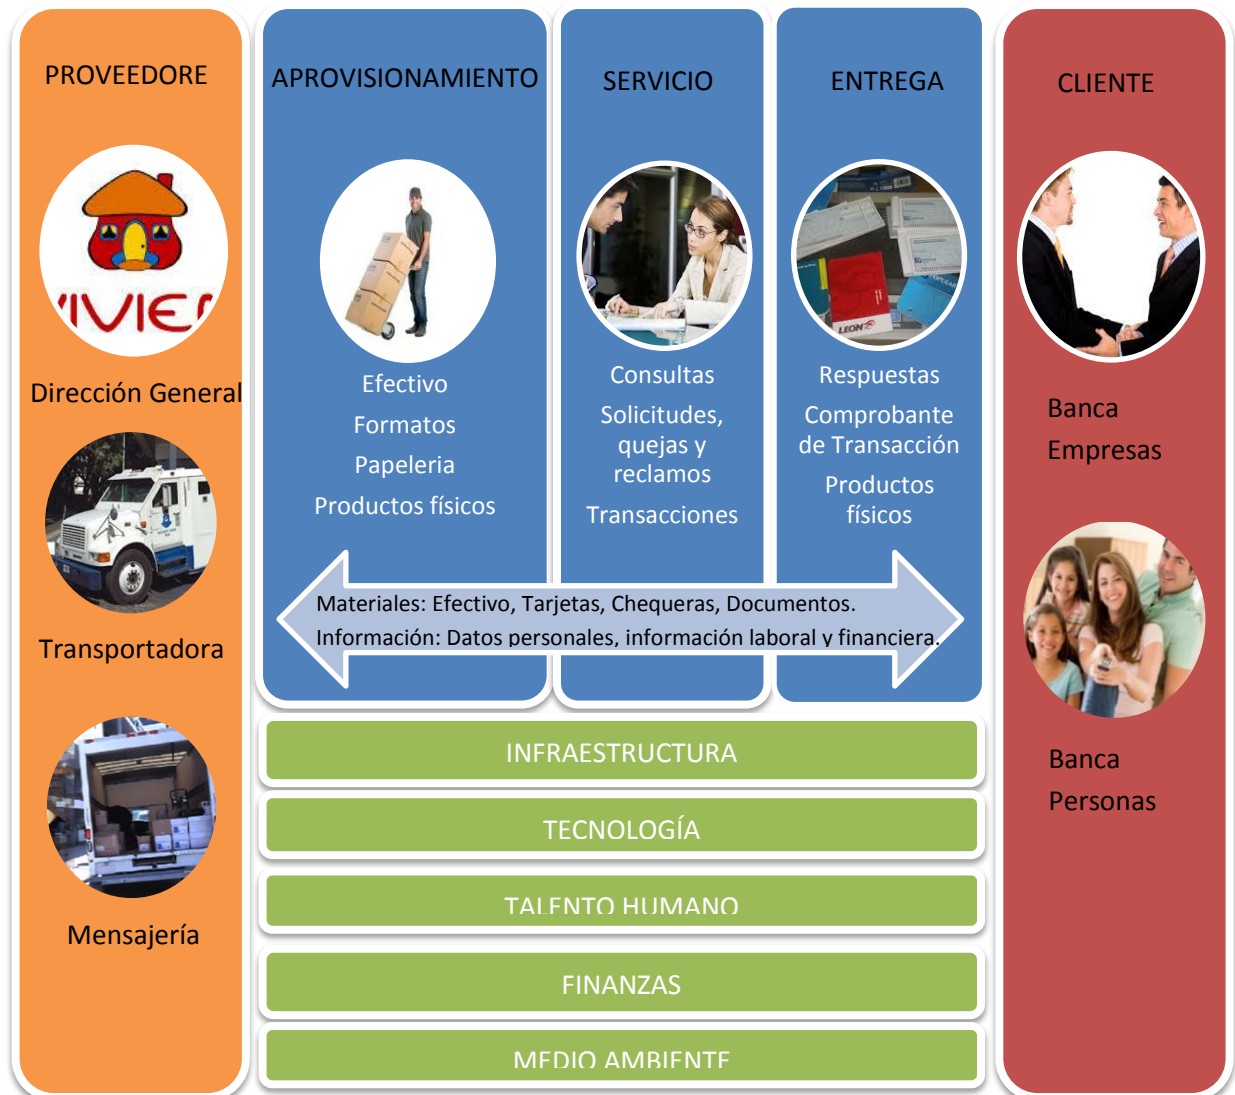 PROVEEDORE
VIVIE
Dirección General
Transportadora
Mensajería
APROVISIONAMIENTO
Efectivo
Formatos
Papeleria
Productos físicos
SERVICIO
Consultas
Solicitudes,
quejas y
reclamos
Transacciones
ENTREGA
LEON
Respuestas
Comprobante
de Transacción
Productos
físicos
Materiales: Efectivo, Tarjetas, Chequeras, Documentos.
Información: Datos personales, información laboral y financiera.
INFRAESTRUCTURA
TECNOLOGÍA
TALENTO HUMANO
FINANZAS
MEDIO AMBIENTE
CLIENTE
Banca
Empresas
Banca
Personas